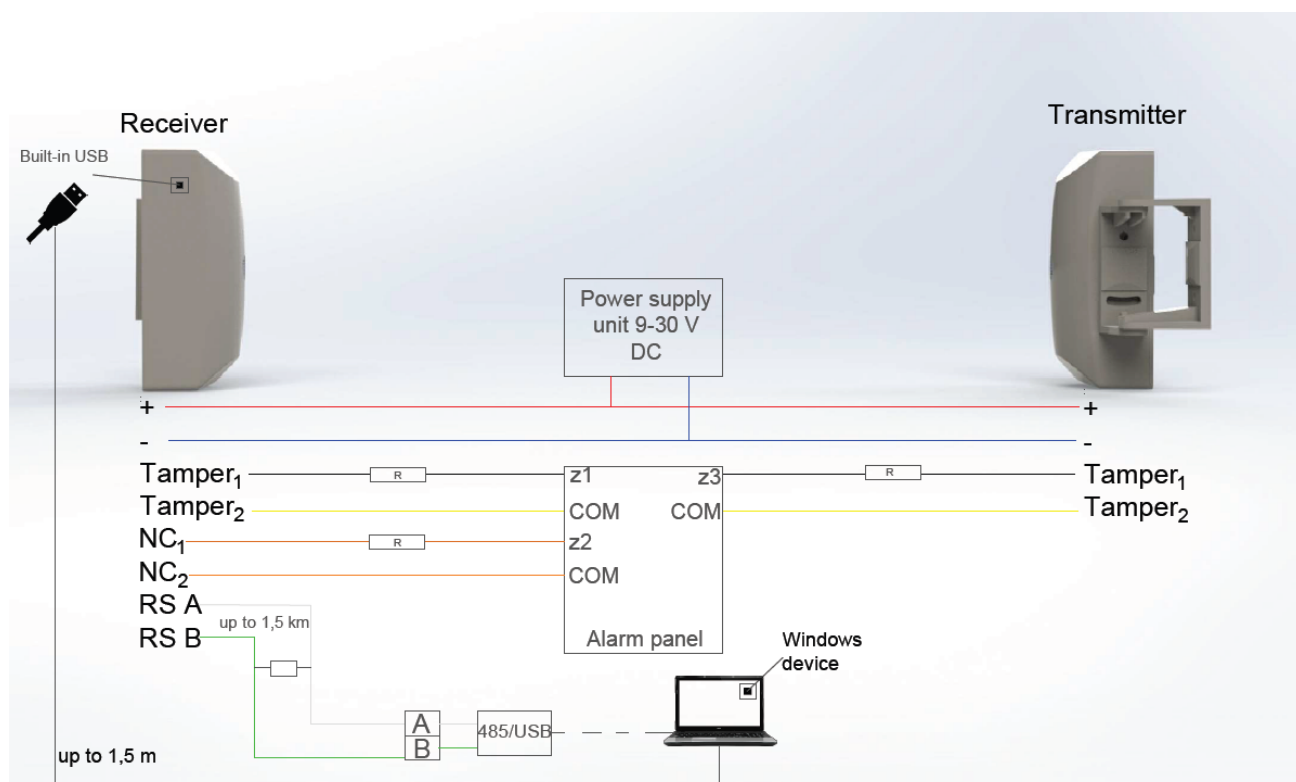 Receiver
Transmitter
Built-in USB
Power supply
unit 9-30 V
DC
+
+
-
-
Tamper1
R
z1
z3
R
Tamper1
Tamper2
COM
COM
Tamper2
NC1
R
z2
NC2
COM
RS A
up to 1,5 km
RS B
Alarm panel
Windows
device
A
485/USB
B
up to 1,5 m